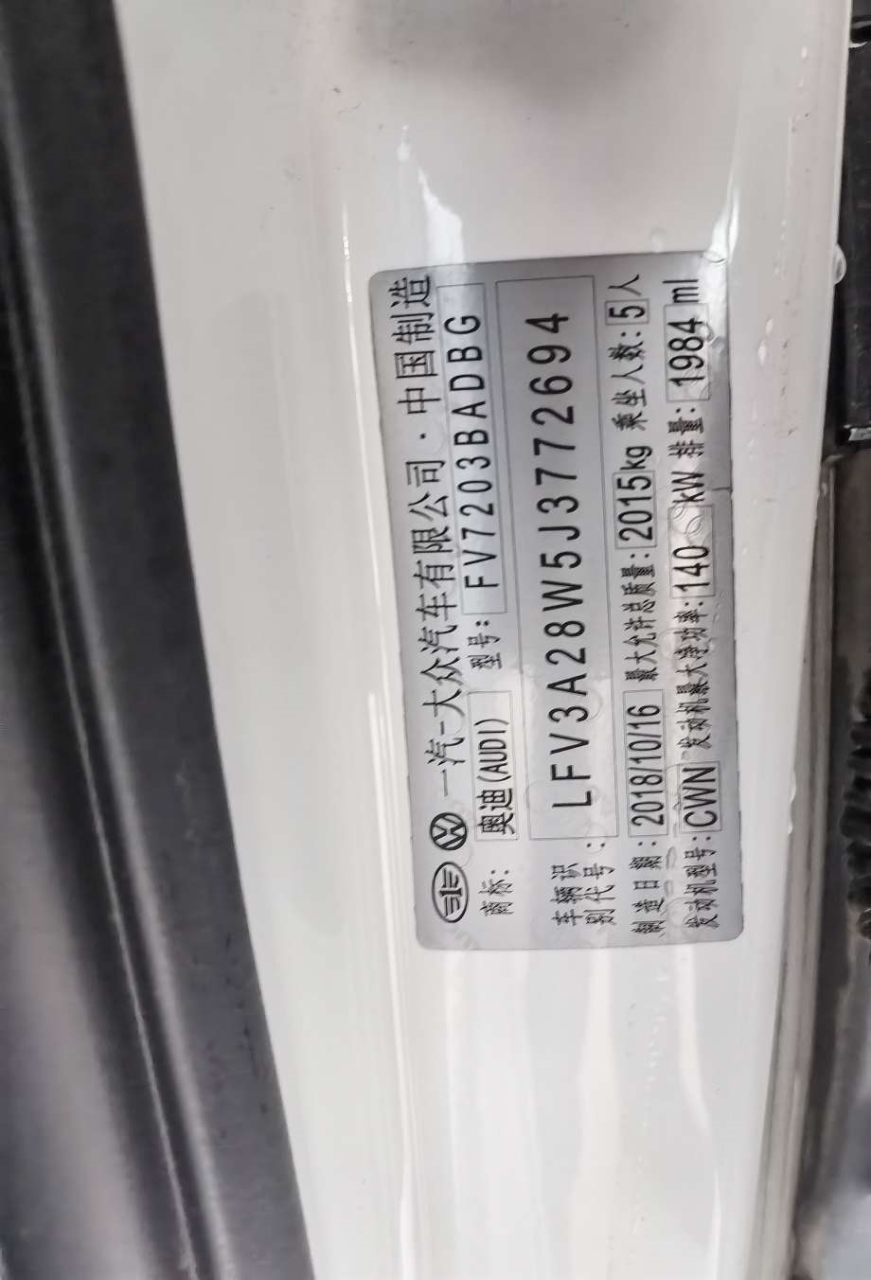 一汽-大众汽车有限公司·中国制造
商标: 奥迪(AUDI) 型号: FV7203BADBG
车辆识别代号: LFV3A28W5J3772694
制造日期: 2018/10/16 最大允许总质量: 2015kg 乘坐人数: 5人
发动机型号: CWN 发动机最大净功率: 140 kW 排量: 1984 ml